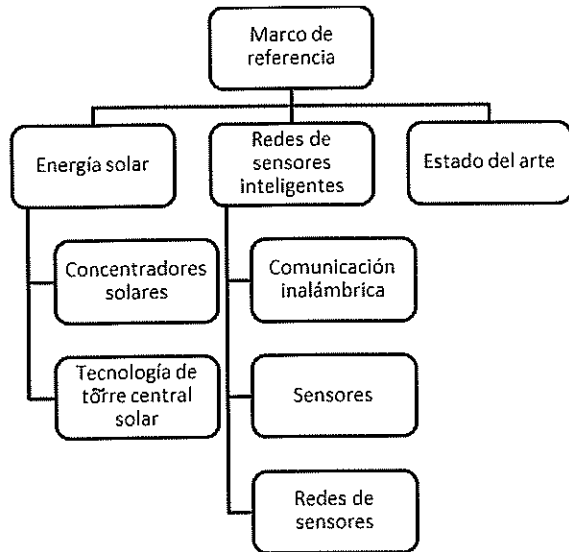 Marco de
referencia
Energía solar
Redes de
sensores
inteligentes
Estado del arte
Concentradores
solares
Comunicación
inalámbrica
Tecnología de
torre central
solar
Sensores
Redes de
sensores